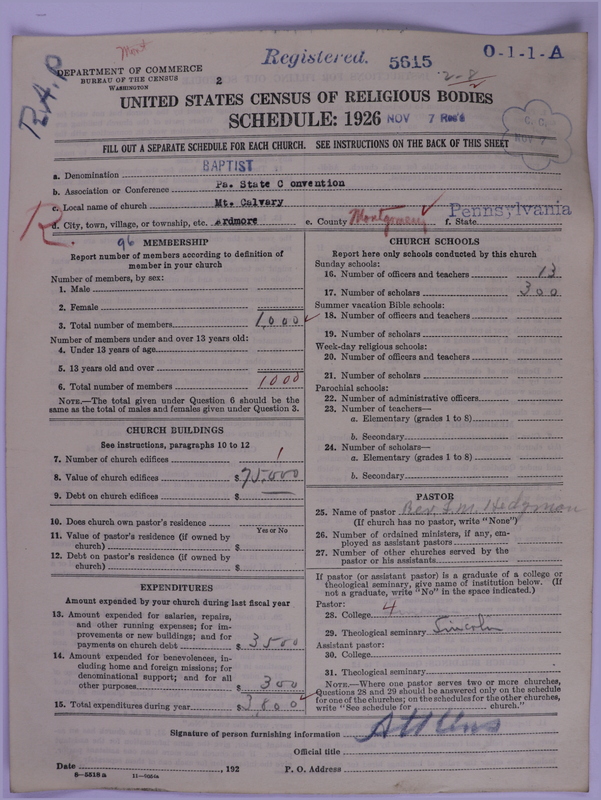 Mont
Registered. 5615 0-1-1-A
R.A.P
DEPARTMENT OF COMMERCE
BUREAU OF THE CENSUS
WASHINGTON
2
2-8
UNITED STATES CENSUS OF RELIGIOUS BODIES
SCHEDULE: 1926 NOV 7 Rec'd
FILL OUT A SEPARATE SCHEDULE FOR EACH CHURCH. SEE INSTRUCTIONS ON THE BACK OF THIS SHEET
a. Denomination BAPTIST
b. Association or Conference Pa. State C onvention
c. Local name of church Mt. Calvary
d. City, town, village, or township, etc. ardmore e. County Montgomery f. State Pennsylvania
R.
96 MEMBERSHIP
Report number of members according to definition of
member in your church
Number of members, by sex:
1. Male
2. Female
3. Total number of members 1,000
Number of members under and over 13 years old:
4. Under 13 years of age
5. 13 years old and over
6. Total number of members 1000
NOTE.—The total given under Question 6 should be
same as the total of males and females given under Question 3.
CHURCH BUILDINGS
See instructions, paragraphs 10 to 12
7. Number of church edifices 1
8. Value of church edifices $ 75,000
9. Debt on church edifices $ —
10. Does church own pastor's residence
Yes or No
11. Value of pastor's residence (if owned by
church) $
12. Debt on pastor's residence (if owned by
church) $
EXPENDITURES
Amount expended by your church during last fiscal year
13. Amount expended for salaries, repairs,
and other running expenses; for im-
provements or new buildings; and for
payments on church debt $ 3500
14. Amount expended for benevolences, in-
cluding home and foreign missions; for
denominational support; and for all
other purposes $ 300
15. Total expenditures during year $ 3800
CHURCH SCHOOLS
Report here only schools conducted by this church
Sunday schools:
16. Number of officers and teachers 13
17. Number of scholars 300
Summer vacation Bible schools:
18. Number of officers and teachers
19. Number of scholars
Week-day religious schools:
20. Number of officers and teachers
21. Number of scholars
Parochial schools:
22. Number of administrative officers
23. Number of teachers—
a. Elementary (grades 1 to 8)
b. Secondary
24. Number of scholars—
a. Elementary (grades 1 to 8)
b. Secondary
PASTOR
25. Name of pastor Rev. L. M. Hedgman
(If church has no pastor, write "None")
26. Number of ordained ministers, if any, em-
ployed as assistant pastors
27. Number of other churches served by the
pastor or his assistants
If pastor (or assistant pastor) is a graduate of a college or
theological seminary, give name of institution below. (If
not a graduate, write "No" in the space indicated.)
Pastor:
28. College 4
29. Theological seminary Lincoln
Assistant pastor:
30. College
31. Theological seminary
NOTE.—Where one pastor serves two or more churches,
Questions 28 and 29 should be answered only on the schedule
for one of the churches; on the schedules for the other churches,
write "See schedule for church."
Signature of person furnishing information
Official title
Date , 192 P. O. Address
8—5518 a 11—9054a